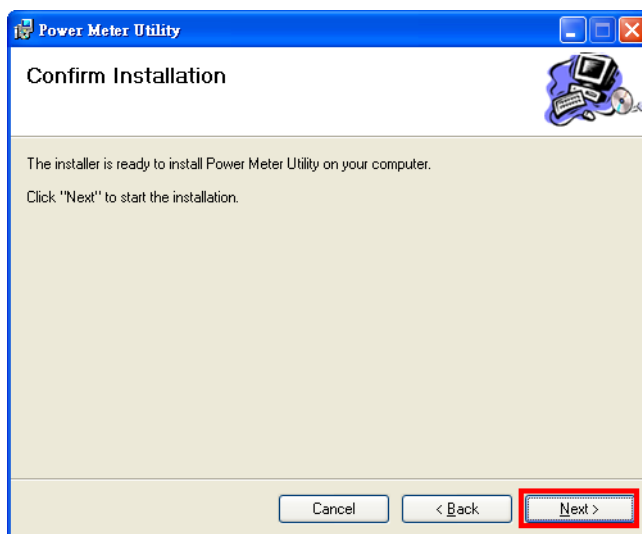 Power Meter Utility
Confirm Installation
The installer is ready to install Power Meter Utility on your computer.
Click "Next" to start the installation.
Cancel
< Back
Next >